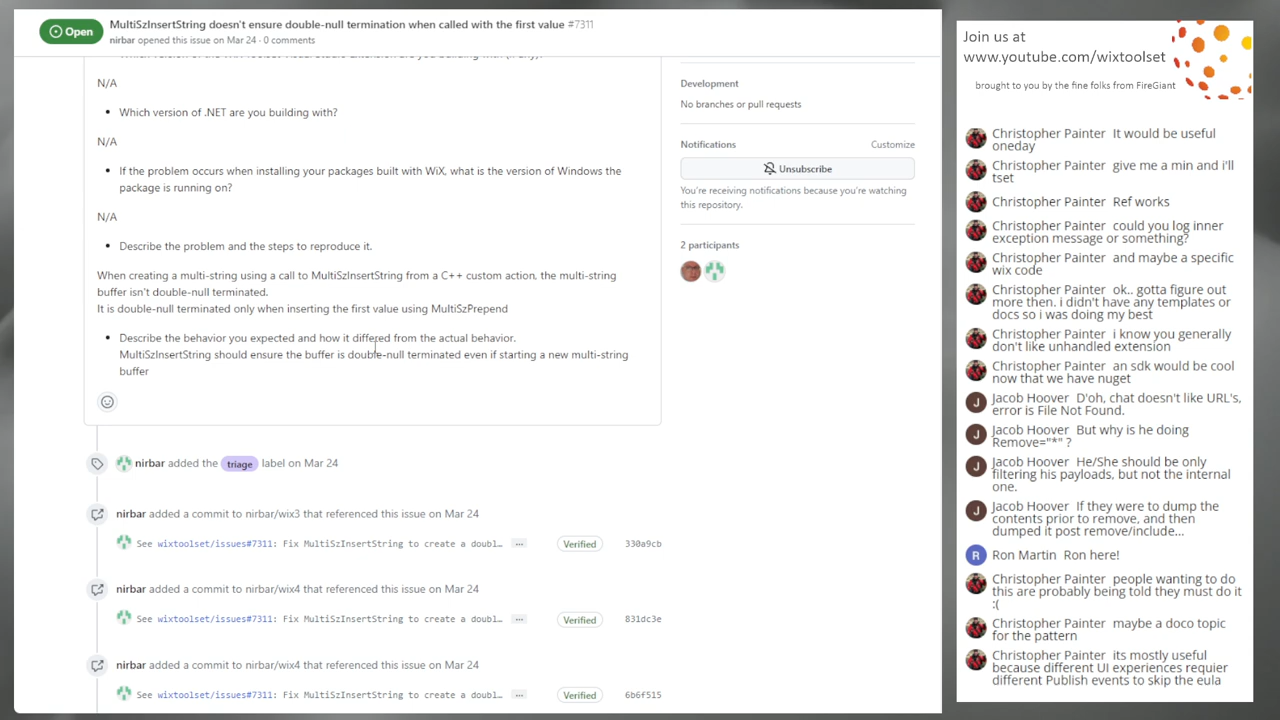 Open
MultiSzInsertString doesn't ensure double-null termination when called with the first value #7311
nirbar opened this issue on Mar 24 · 0 comments
N/A
Which version of .NET are you building with?
N/A
If the problem occurs when installing your packages built with WiX, what is the version of Windows the
package is running on?
N/A
Describe the problem and the steps to reproduce it.
When creating a multi-string using a call to MultiSzInsertString from a C++ custom action, the multi-string
buffer isn't double-null terminated.
It is double-null terminated only when inserting the first value using MultiSzPrepend
Describe the behavior you expected and how it differed from the actual behavior.
MultiSzInsertString should ensure the buffer is double-null terminated even if starting a new multi-string
buffer
nirbar added the triage label on Mar 24
nirbar added a commit to nirbar/wix3 that referenced this issue on Mar 24
See wixtoolset/issues#7311: Fix MultiSzInsertString to create a doubl… … Verified 330a9cb
nirbar added a commit to nirbar/wix4 that referenced this issue on Mar 24
See wixtoolset/issues#7311: Fix MultiSzInsertString to create a doubl… … Verified 831dc3e
nirbar added a commit to nirbar/wix4 that referenced this issue on Mar 24
See wixtoolset/issues#7311: Fix MultiSzInsertString to create a doubl… … Verified 6b6f515
Development
No branches or pull requests
Notifications Customize
Unsubscribe
You're receiving notifications because you're watching
this repository.
2 participants
Join us at
www.youtube.com/wixtoolset
brought to you by the fine folks from FireGiant
Christopher Painter It would be useful
oneday
Christopher Painter give me a min and i'll
tset
Christopher Painter Ref works
Christopher Painter could you log inner
exception message or something?
Christopher Painter and maybe a specific
wix code
Christopher Painter ok.. gotta figure out
more then. i didn't have any templates or
docs so i was doing my best
Christopher Painter i know you generally
don't like unhandled extension
Christopher Painter an sdk would be cool
now that we have nuget
J Jacob Hoover D'oh, chat doesn't like URL's,
error is File Not Found.
J Jacob Hoover But why is he doing
Remove="*" ?
J Jacob Hoover He/She should be only
filtering his payloads, but not the internal
one.
J Jacob Hoover If they were to dump the
contents prior to remove, and then
dumped it post remove/include...
R Ron Martin Ron here!
Christopher Painter people wanting to do
this are probably being told they must do it
:(
Christopher Painter maybe a doco topic
for the pattern
Christopher Painter its mostly useful
because different UI experiences requier
different Publish events to skip the eula